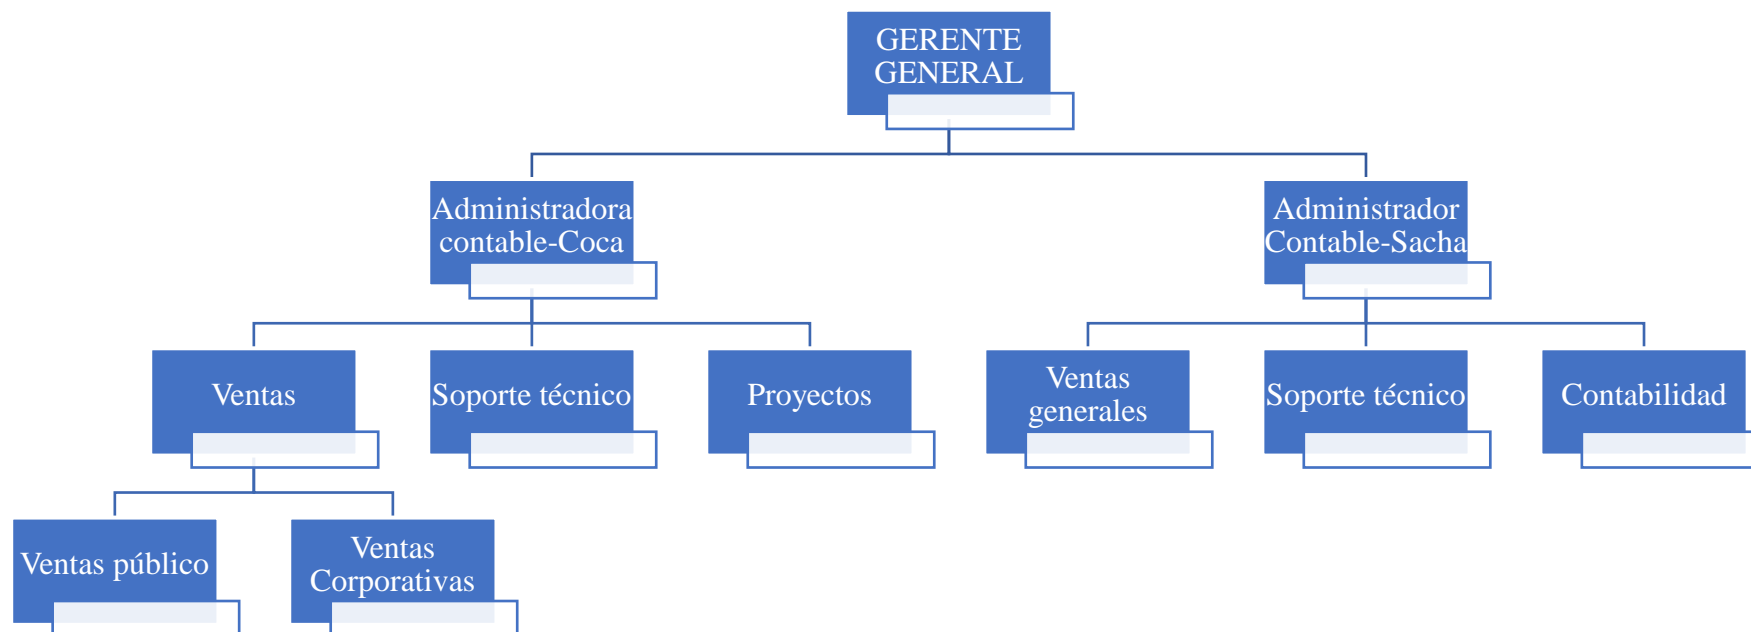 GERENTE
GENERAL
Administradora
contable-Coca
Administrador
Contable-Sacha
Ventas
Soporte técnico
Proyectos
Ventas
generales
Soporte técnico
Contabilidad
Ventas público
Ventas
Corporativas